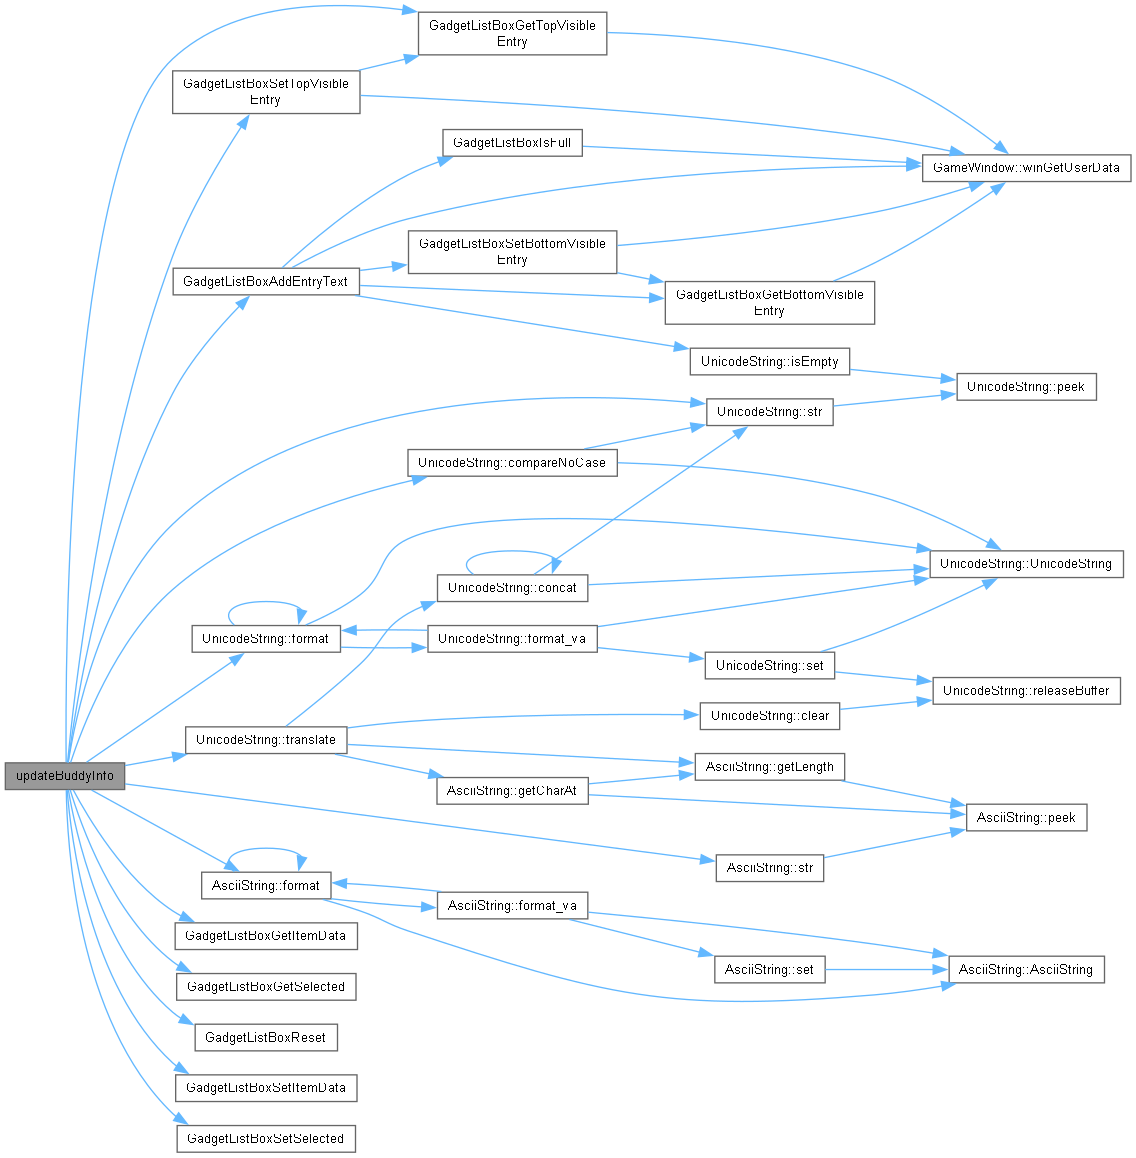 GadgetListBoxGetTopVisible
Entry
GadgetListBoxSetTopVisible
Entry
GadgetListBoxIsFull
GameWindow::winGetUserData
GadgetListBoxSetBottomVisible
Entry
GadgetListBoxAddEntryText
GadgetListBoxGetBottomVisible
Entry
UnicodeString::isEmpty
UnicodeString::peek
UnicodeString::str
UnicodeString::compareNoCase
UnicodeString::UnicodeString
UnicodeString::concat
UnicodeString::format
UnicodeString::format_va
UnicodeString::set
UnicodeString::releaseBuffer
UnicodeString::clear
UnicodeString::translate
AsciiString::getLength
updateBuddyInfo
AsciiString::getCharAt
AsciiString::peek
AsciiString::str
AsciiString::format
AsciiString::format_va
GadgetListBoxGetItemData
AsciiString::set
AsciiString::AsciiString
GadgetListBoxGetSelected
GadgetListBoxReset
GadgetListBoxSetItemData
GadgetListBoxSetSelected